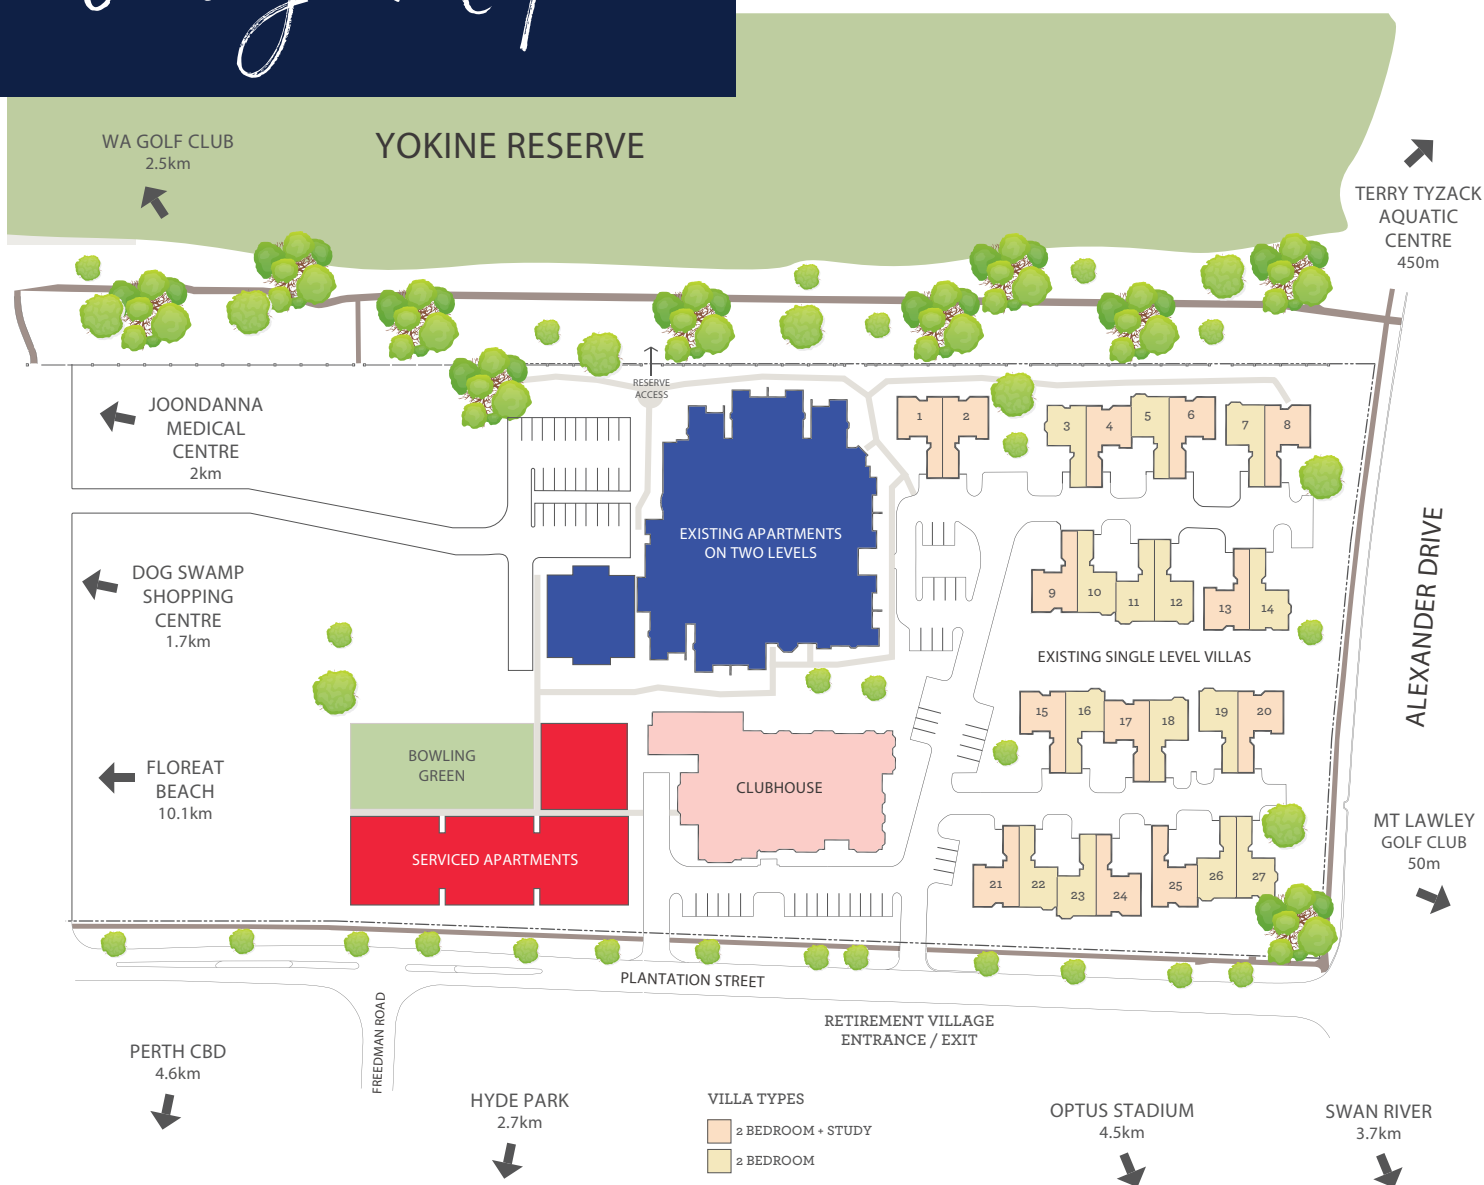 YOKINE RESERVE
WA GOLF CLUB
2.5km
TERRY TYZACK
AQUATIC
CENTRE
450m
RESERVE
ACCESS
JOONDANNA
MEDICAL
CENTRE
2km
1
2
3
4
5
6
7
8
EXISTING APARTMENTS
ON TWO LEVELS
DOG SWAMP
SHOPPING
CENTRE
1.7km
9
10
11
12
13
14
ALEXANDER DRIVE
EXISTING SINGLE LEVEL VILLAS
15
16
17
18
19
20
FLOREAT
BEACH
10.1km
BOWLING
GREEN
CLUBHOUSE
SERVICED APARTMENTS
MT LAWLEY
GOLF CLUB
50m
21
22
23
24
25
26
27
PLANTATION STREET
FREEDMAN ROAD
RETIREMENT VILLAGE
ENTRANCE / EXIT
PERTH CBD
4.6km
HYDE PARK
2.7km
VILLA TYPES
2 BEDROOM + STUDY
2 BEDROOM
OPTUS STADIUM
4.5km
SWAN RIVER
3.7km